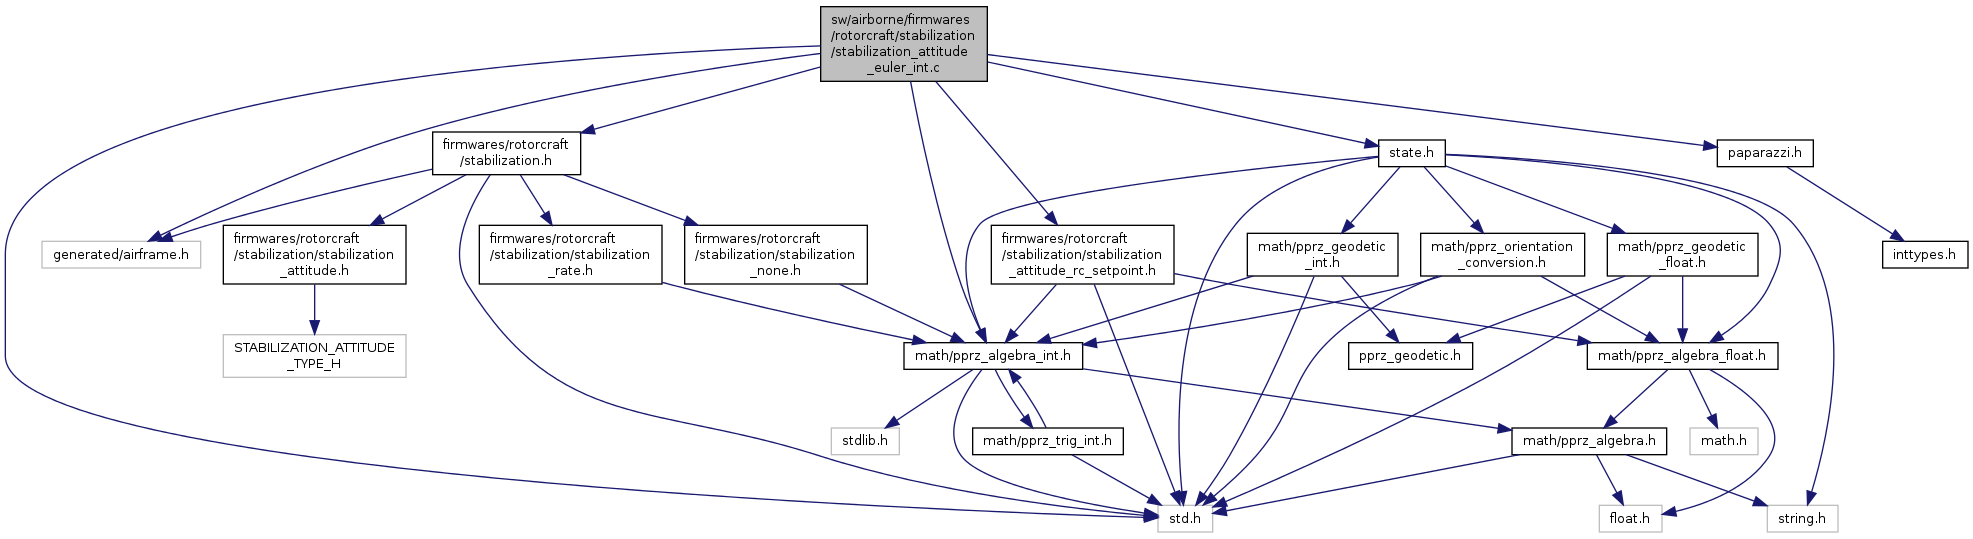 sw/airborne/firmwares
/rotorcraft/stabilization
/stabilization_attitude
_euler_int.c
firmwares/rotorcraft
/stabilization.h
state.h
paparazzi.h
generated/airframe.h
firmwares/rotorcraft
/stabilization/stabilization
_attitude.h
firmwares/rotorcraft
/stabilization/stabilization
_rate.h
firmwares/rotorcraft
/stabilization/stabilization
_none.h
firmwares/rotorcraft
/stabilization/stabilization
_attitude_rc_setpoint.h
math/pprz_geodetic
_int.h
math/pprz_orientation
_conversion.h
math/pprz_geodetic
_float.h
inttypes.h
STABILIZATION_ATTITUDE
_TYPE_H
math/pprz_algebra_int.h
pprz_geodetic.h
math/pprz_algebra_float.h
stdlib.h
math/pprz_trig_int.h
math/pprz_algebra.h
math.h
std.h
float.h
string.h